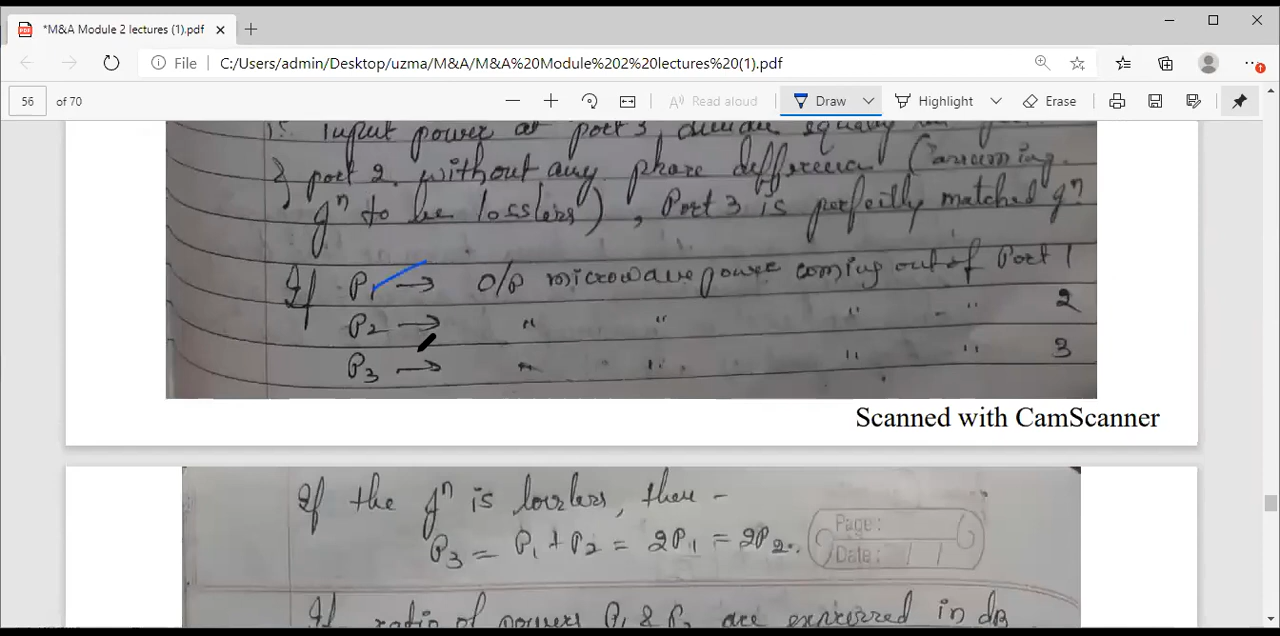 *M&A Module 2 lectures (1).pdf
File | C:/Users/admin/Desktop/uzma/M&A/M&A%20Module%202%20lectures%20(1).pdf
56 of 70 Read aloud Draw Highlight Erase
Input power at port 3, equally
& port 2. without any phase difference (assuming
gⁿ to be lossless), Port 3 is perfectly matched gⁿ
If P1 → O/P microwave power coming out of Port 1
P2 → " " " " 2
P3 → " " " " 3
Scanned with CamScanner
If the gⁿ is lossless, then -
Page:
P3 = P1 + P2 = 2P1 = 2P2.
Date: / /
If ratio of powers P1 & P2 are expressed in dB